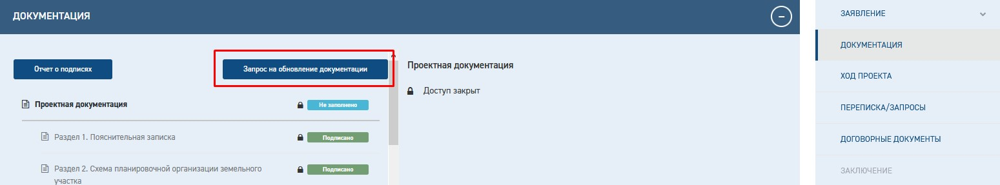 ДОКУМЕНТАЦИЯ
Отчет о подписях
Запрос на обновление документации
Проектная документация
Не заполнено
Раздел 1. Пояснительная записка
Подписано
Раздел 2. Схема планировочной организации земельного
участка
Подписано
Проектная документация
Доступ закрыт
ЗАЯВЛЕНИЕ
ДОКУМЕНТАЦИЯ
ХОД ПРОЕКТА
ПЕРЕПИСКА/ЗАПРОСЫ
ДОГОВОРНЫЕ ДОКУМЕНТЫ
ЗАКЛЮЧЕНИЕ